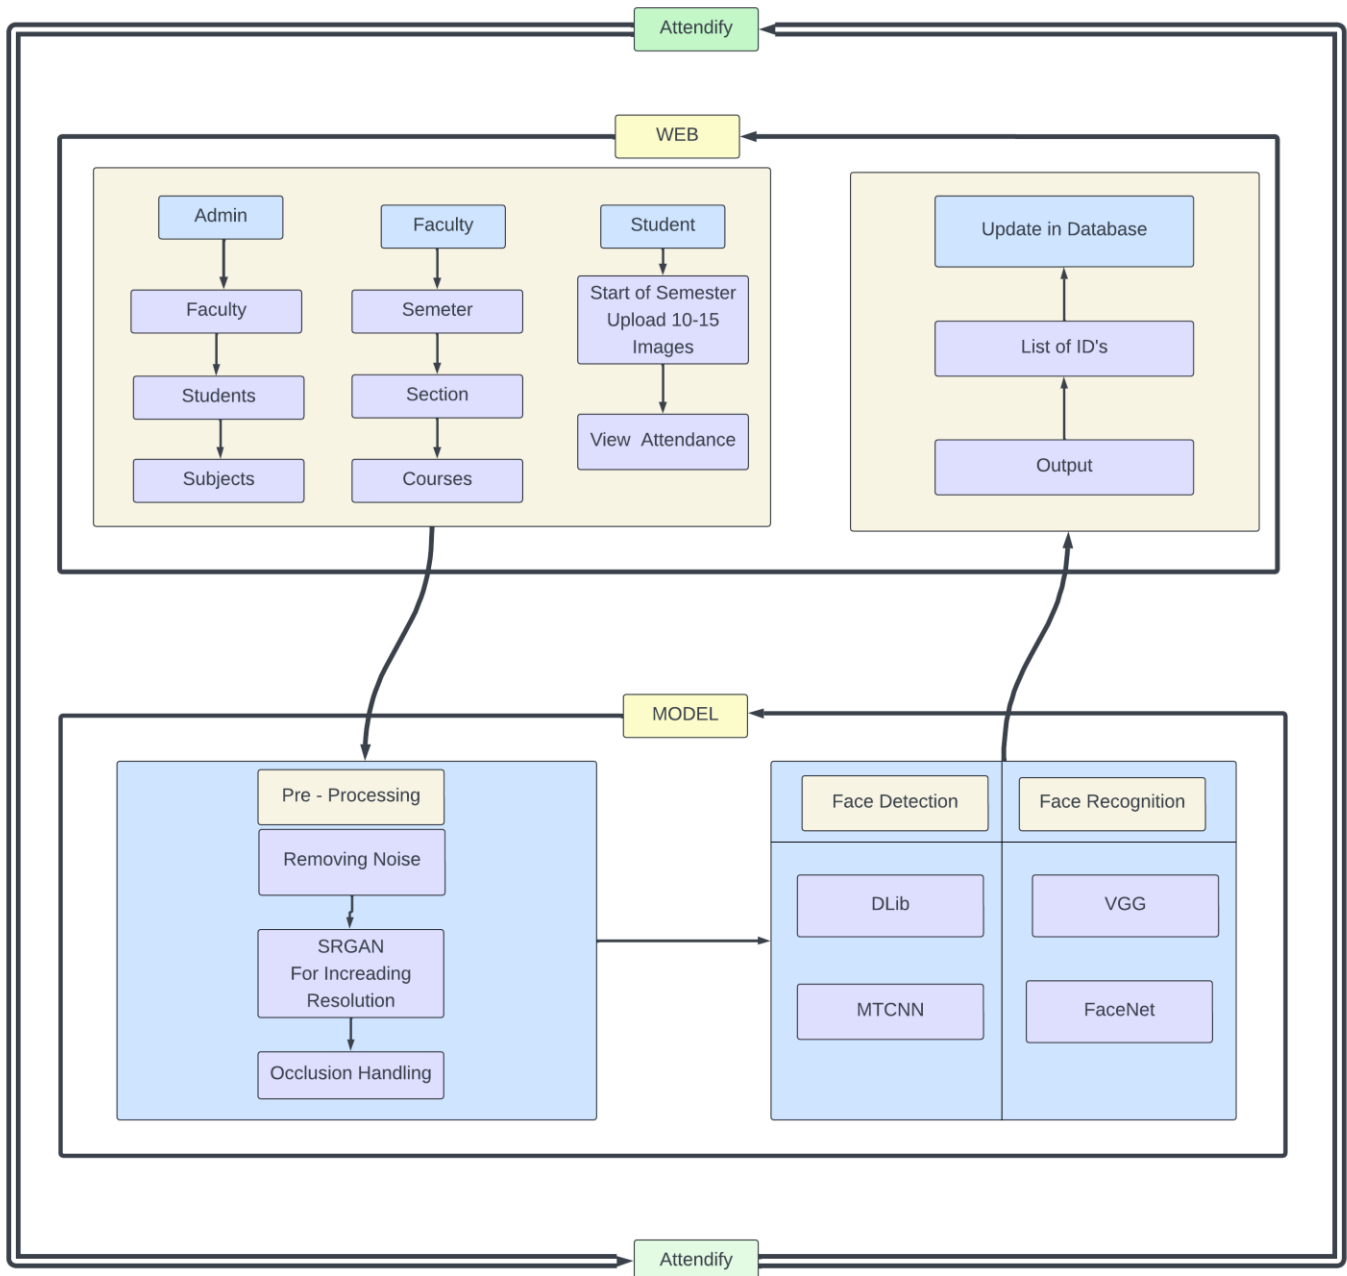 Attendify
WEB
Admin
Faculty
Students
Subjects
Faculty
Semeter
Section
Courses
Student
Start of Semester
Upload 10-15
Images
View  Attendance
Update in Database
List of ID's
Output
MODEL
Pre - Processing
Removing Noise
SRGAN
For Increading
Resolution
Occlusion Handling
Face Detection
DLib
MTCNN
Face Recognition
VGG
FaceNet
Attendify